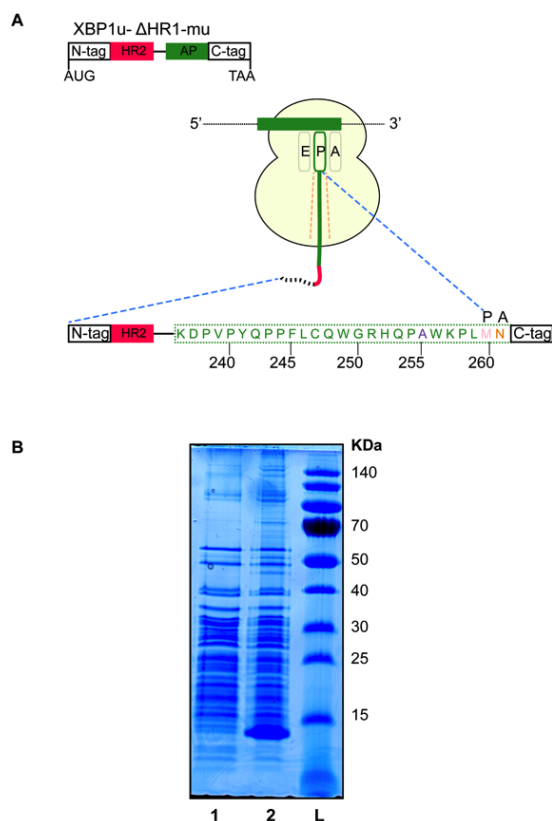 A
XBP1u- ΔHR1-mu
N-tag HR2 AP C-tag
AUG TAA
5' 3'
E P A
P A
N-tag HR2 KDPVPYQPPFLCQWGRHQPAWKPLMN C-tag
240 245 247 250 255 260
B
KDa
140
70
50
40
30
25
15
1 2 L